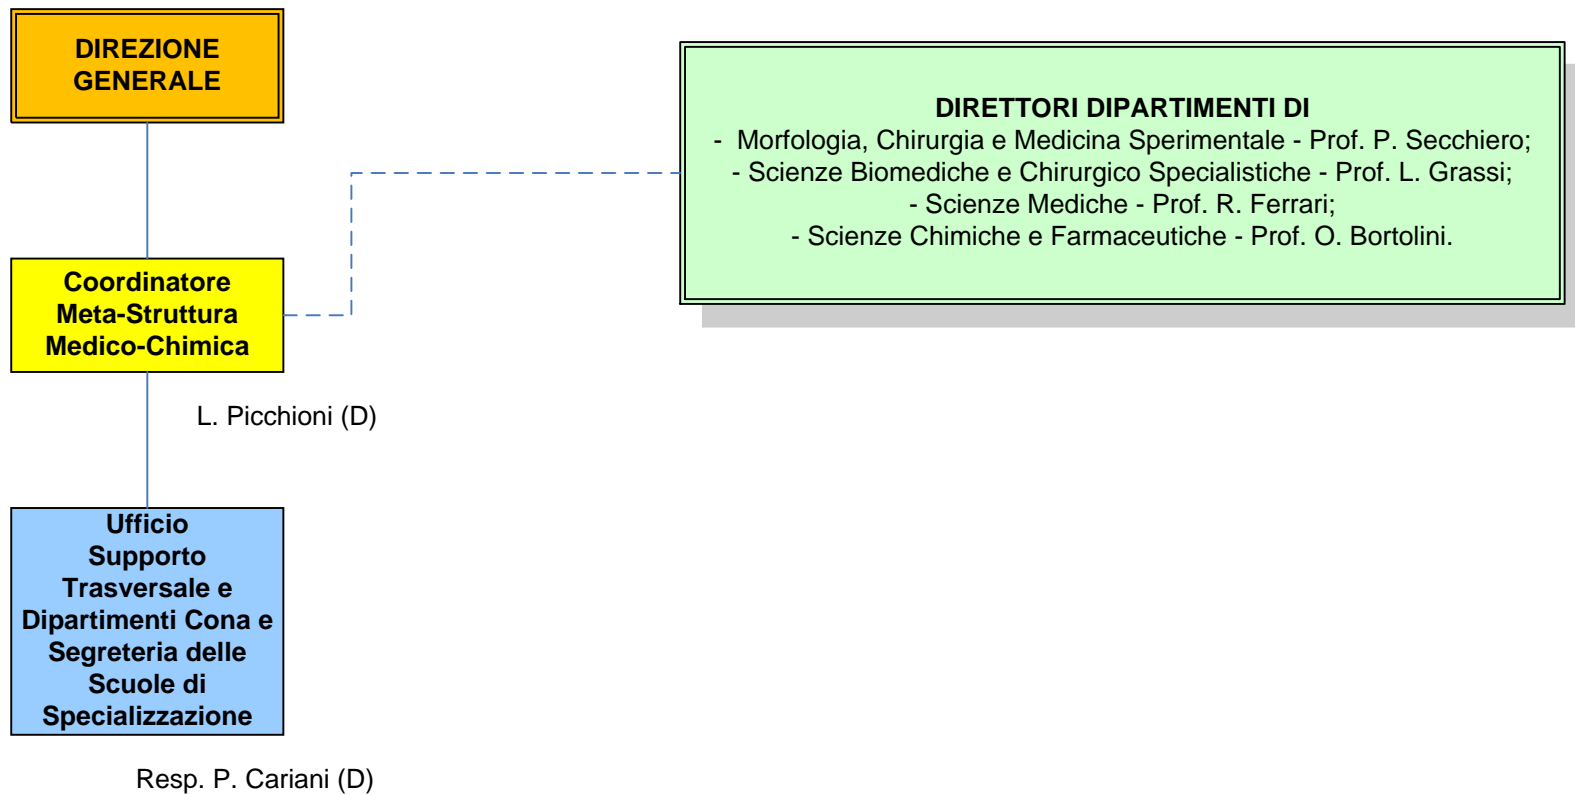 DIREZIONE
GENERALE
DIRETTORI DIPARTIMENTI DI
- Morfologia, Chirurgia e Medicina Sperimentale - Prof. P. Secchiero;
- Scienze Biomediche e Chirurgico Specialistiche - Prof. L. Grassi;
- Scienze Mediche - Prof. R. Ferrari;
- Scienze Chimiche e Farmaceutiche - Prof. O. Bortolini.
Coordinatore
Meta-Struttura
Medico-Chimica
L. Picchioni (D)
Ufficio
Supporto
Trasversale e
Dipartimenti Cona e
Segreteria delle
Scuole di
Specializzazione
Resp. P. Cariani (D)